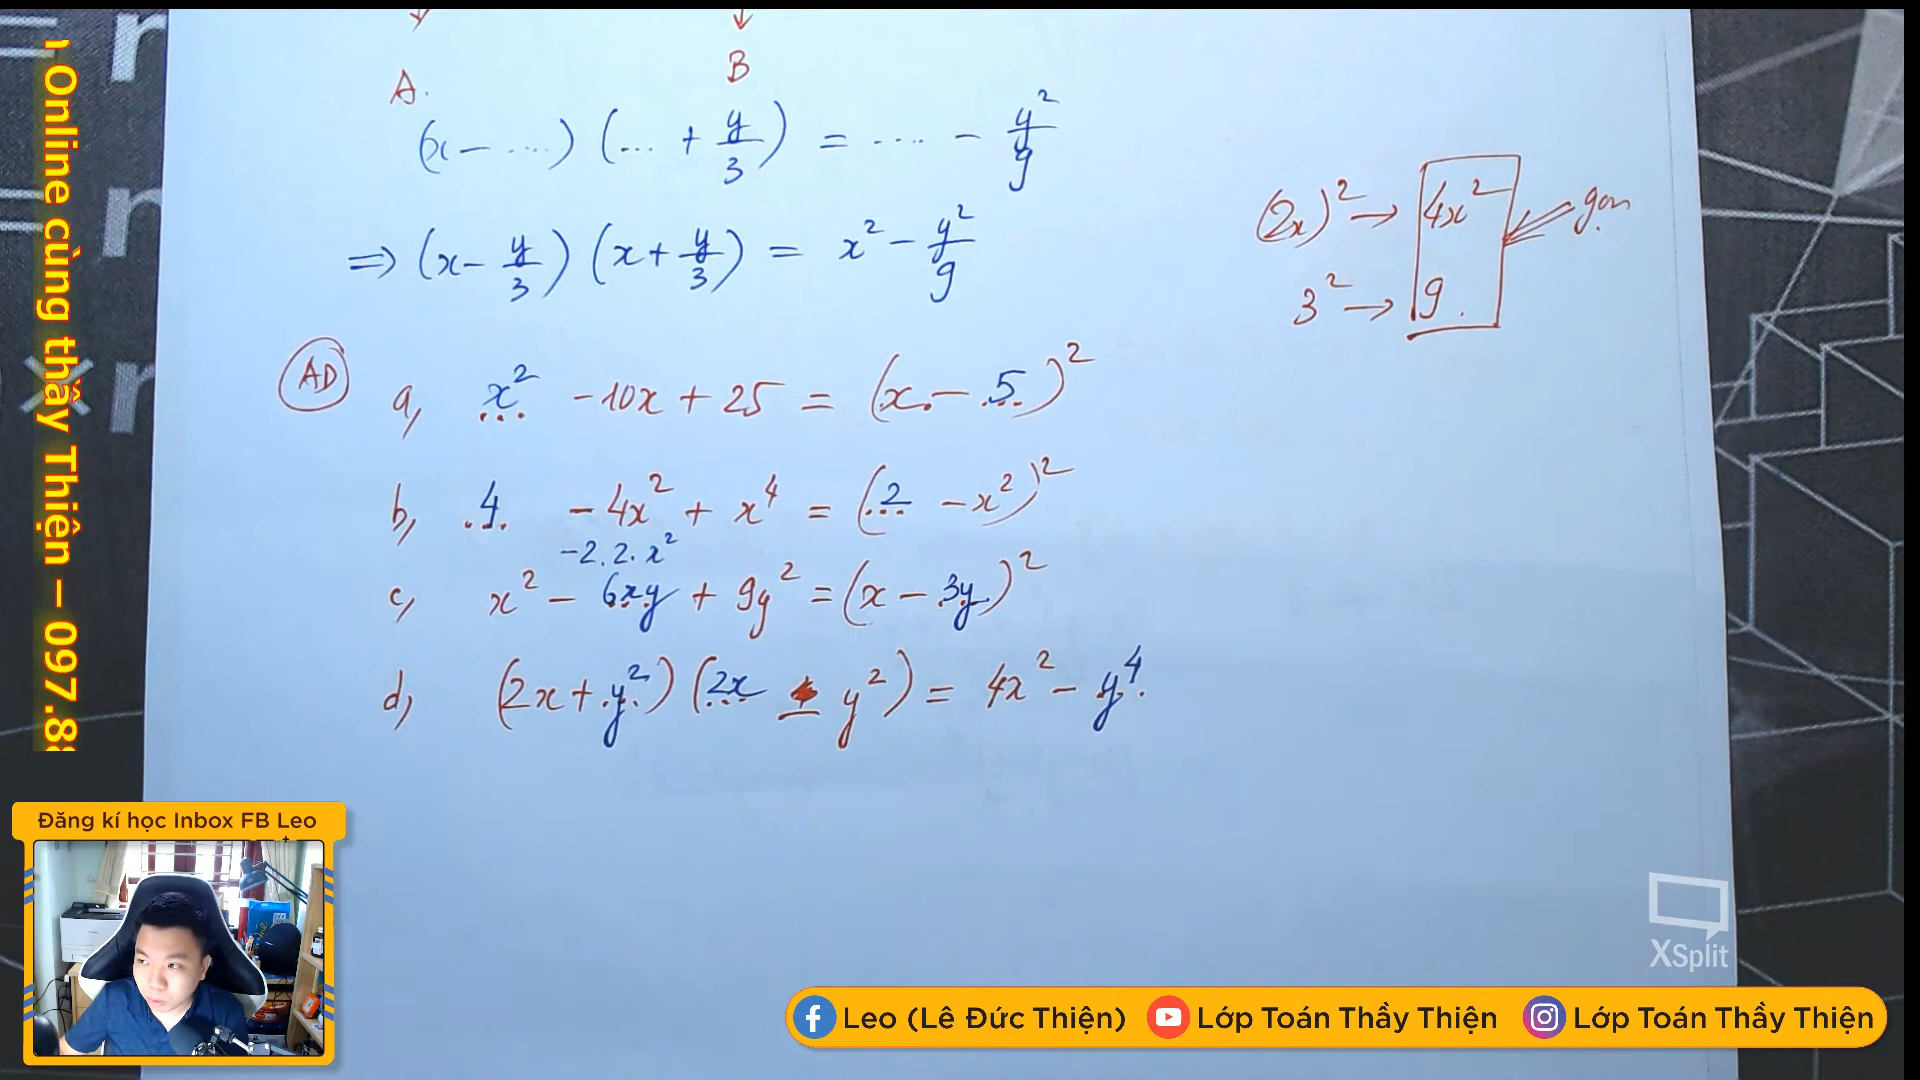 A.
B
(x - ....) (... + y/3) = .... - y²/9
=> (x - y/3) (x + y/3) = x² - y²/9
(2x)² → 4x²
gọn
3² → 9.
AD
a, x² - 10x + 25 = (x - 5)²
b, 4 - 4x² + x⁴ = (2 - x²)²
-2.2.x²
c, x² - 6xy + 9y² = (x - 3y)²
d, (2x + y²) (2x - y²) = 4x² - y⁴
Online cùng thầy Thiện – 097.8
Đăng kí học Inbox FB Leo
XSplit
Leo (Lê Đức Thiện)
Lớp Toán Thầy Thiện
Lớp Toán Thầy Thiện